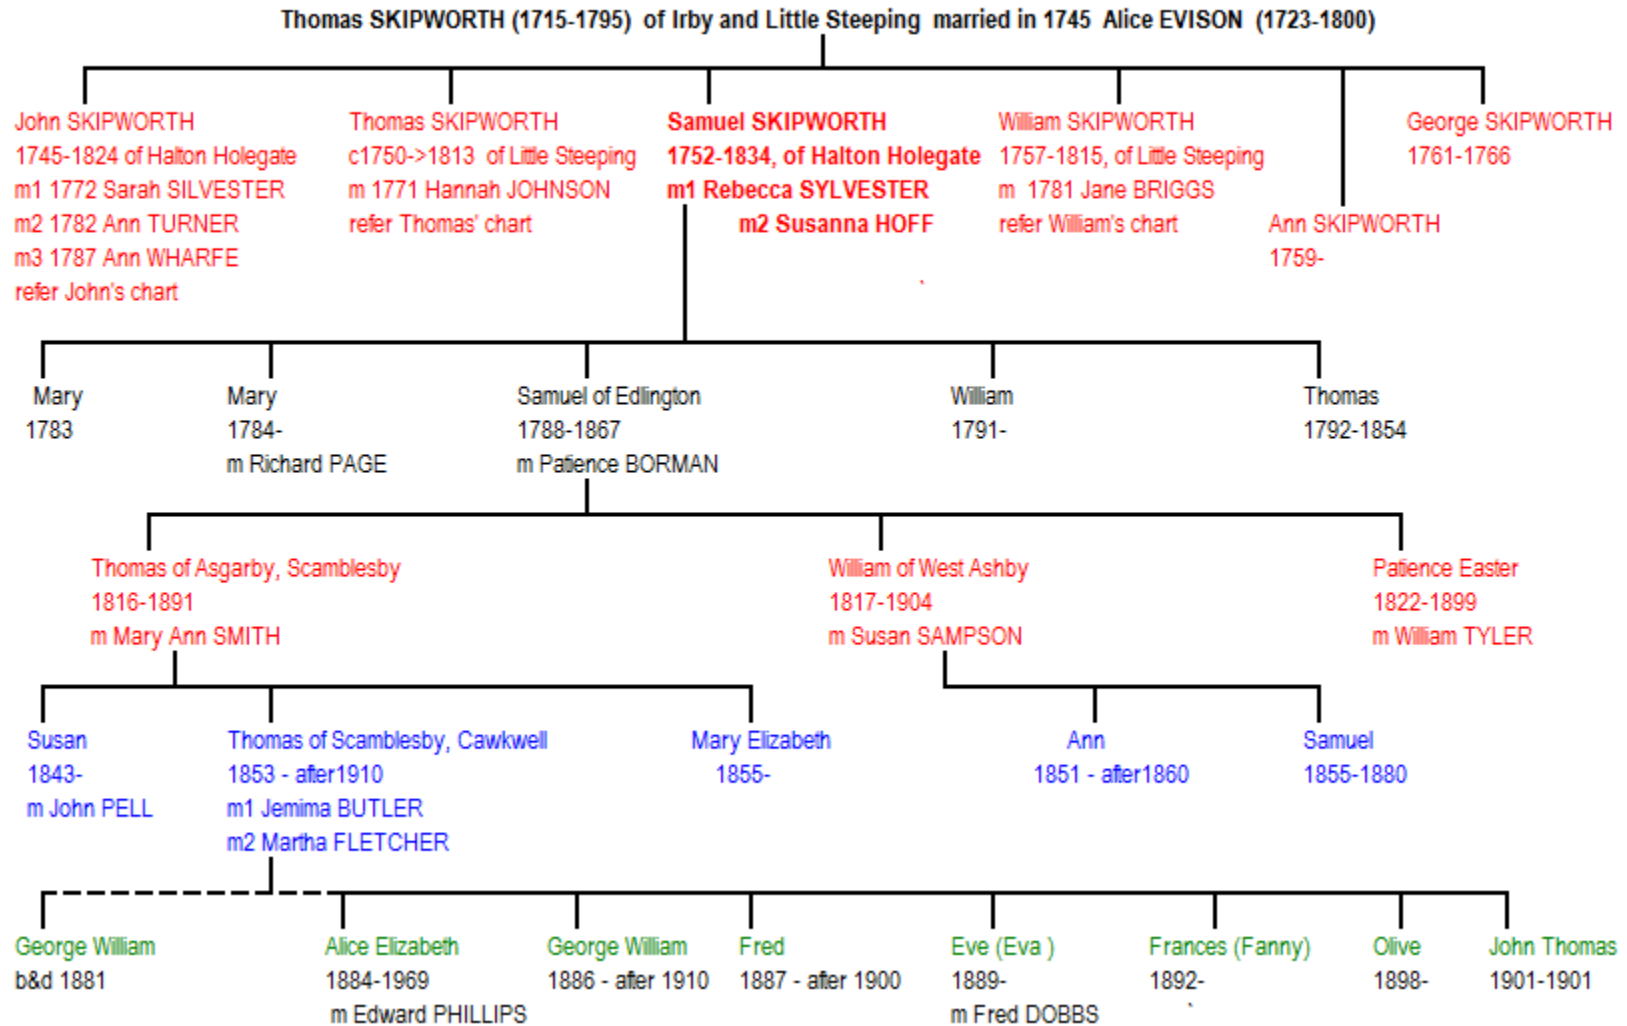 Thomas SKIPWORTH (1715-1795) of Irby and Little Steeping married in 1745 Alice EVISON (1723-1800)
John SKIPWORTH
1745-1824 of Halton Holegate
m1 1772 Sarah SILVESTER
m2 1782 Ann TURNER
m3 1787 Ann WHARFE
refer John's chart
Thomas SKIPWORTH
c1750->1813 of Little Steeping
m 1771 Hannah JOHNSON
refer Thomas' chart
Samuel SKIPWORTH
1752-1834, of Halton Holegate
m1 Rebecca SYLVESTER
m2 Susanna HOFF
William SKIPWORTH
1757-1815, of Little Steeping
m 1781 Jane BRIGGS
refer William's chart
Ann SKIPWORTH
1759-
George SKIPWORTH
1761-1766
Mary
1783
Mary
1784-
m Richard PAGE
Samuel of Edlington
1788-1867
m Patience BORMAN
William
1791-
Thomas
1792-1854
Thomas of Asgarby, Scamblesby
1816-1891
m Mary Ann SMITH
William of West Ashby
1817-1904
m Susan SAMPSON
Patience Easter
1822-1899
m William TYLER
Susan
1843-
m John PELL
Thomas of Scamblesby, Cawkwell
1853 - after1910
m1 Jemima BUTLER
m2 Martha FLETCHER
Mary Elizabeth
1855-
Ann
1851 - after1860
Samuel
1855-1880
George William
b&d 1881
Alice Elizabeth
1884-1969
m Edward PHILLIPS
George William
1886 - after 1910
Fred
1887 - after 1900
Eve (Eva )
1889-
m Fred DOBBS
Frances (Fanny)
1892-
Olive
1898-
John Thomas
1901-1901